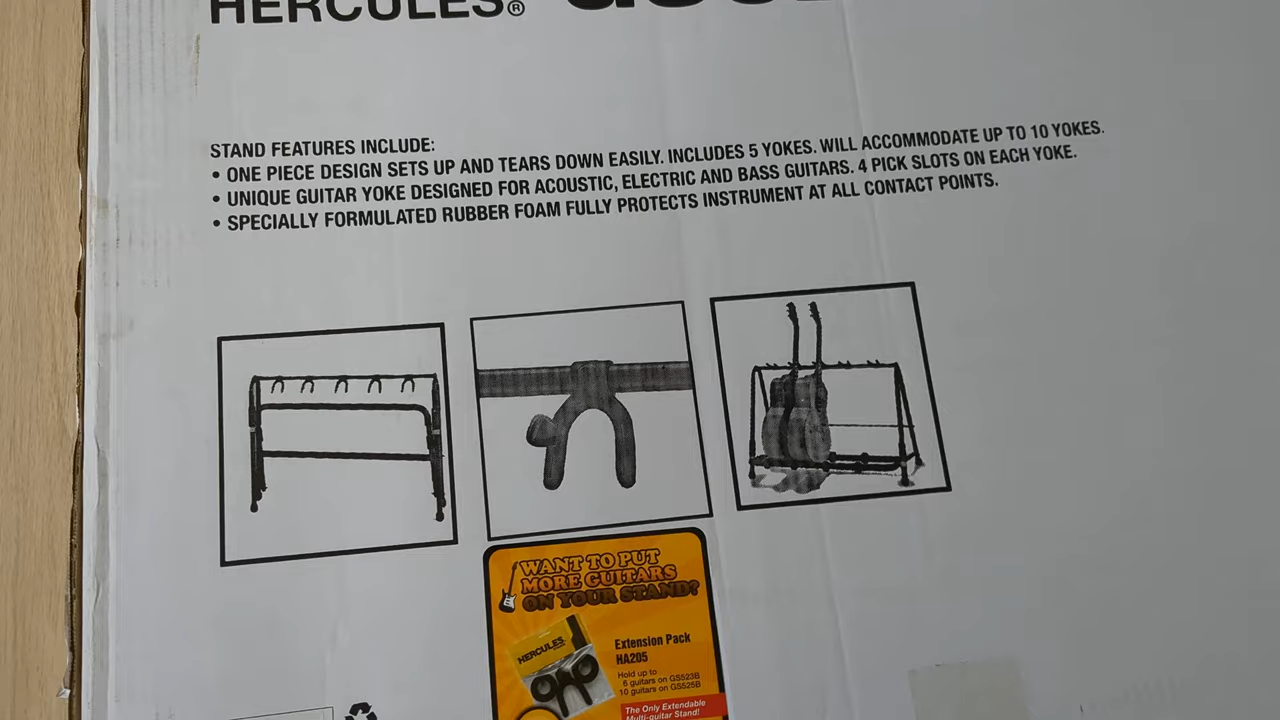 HERCULES®
STAND FEATURES INCLUDE:
• ONE PIECE DESIGN SETS UP AND TEARS DOWN EASILY. INCLUDES 5 YOKES. WILL ACCOMMODATE UP TO 10 YOKES.
• UNIQUE GUITAR YOKE DESIGNED FOR ACOUSTIC, ELECTRIC AND BASS GUITARS. 4 PICK SLOTS ON EACH YOKE.
• SPECIALLY FORMULATED RUBBER FOAM FULLY PROTECTS INSTRUMENT AT ALL CONTACT POINTS.
WANT TO PUT
MORE GUITARS
ON YOUR STAND?
HERCULES
Extension Pack
HA205
Hold up to
6 guitars on GS523B
10 guitars on GS525B
The Only Extendable
Multi-guitar Stand!